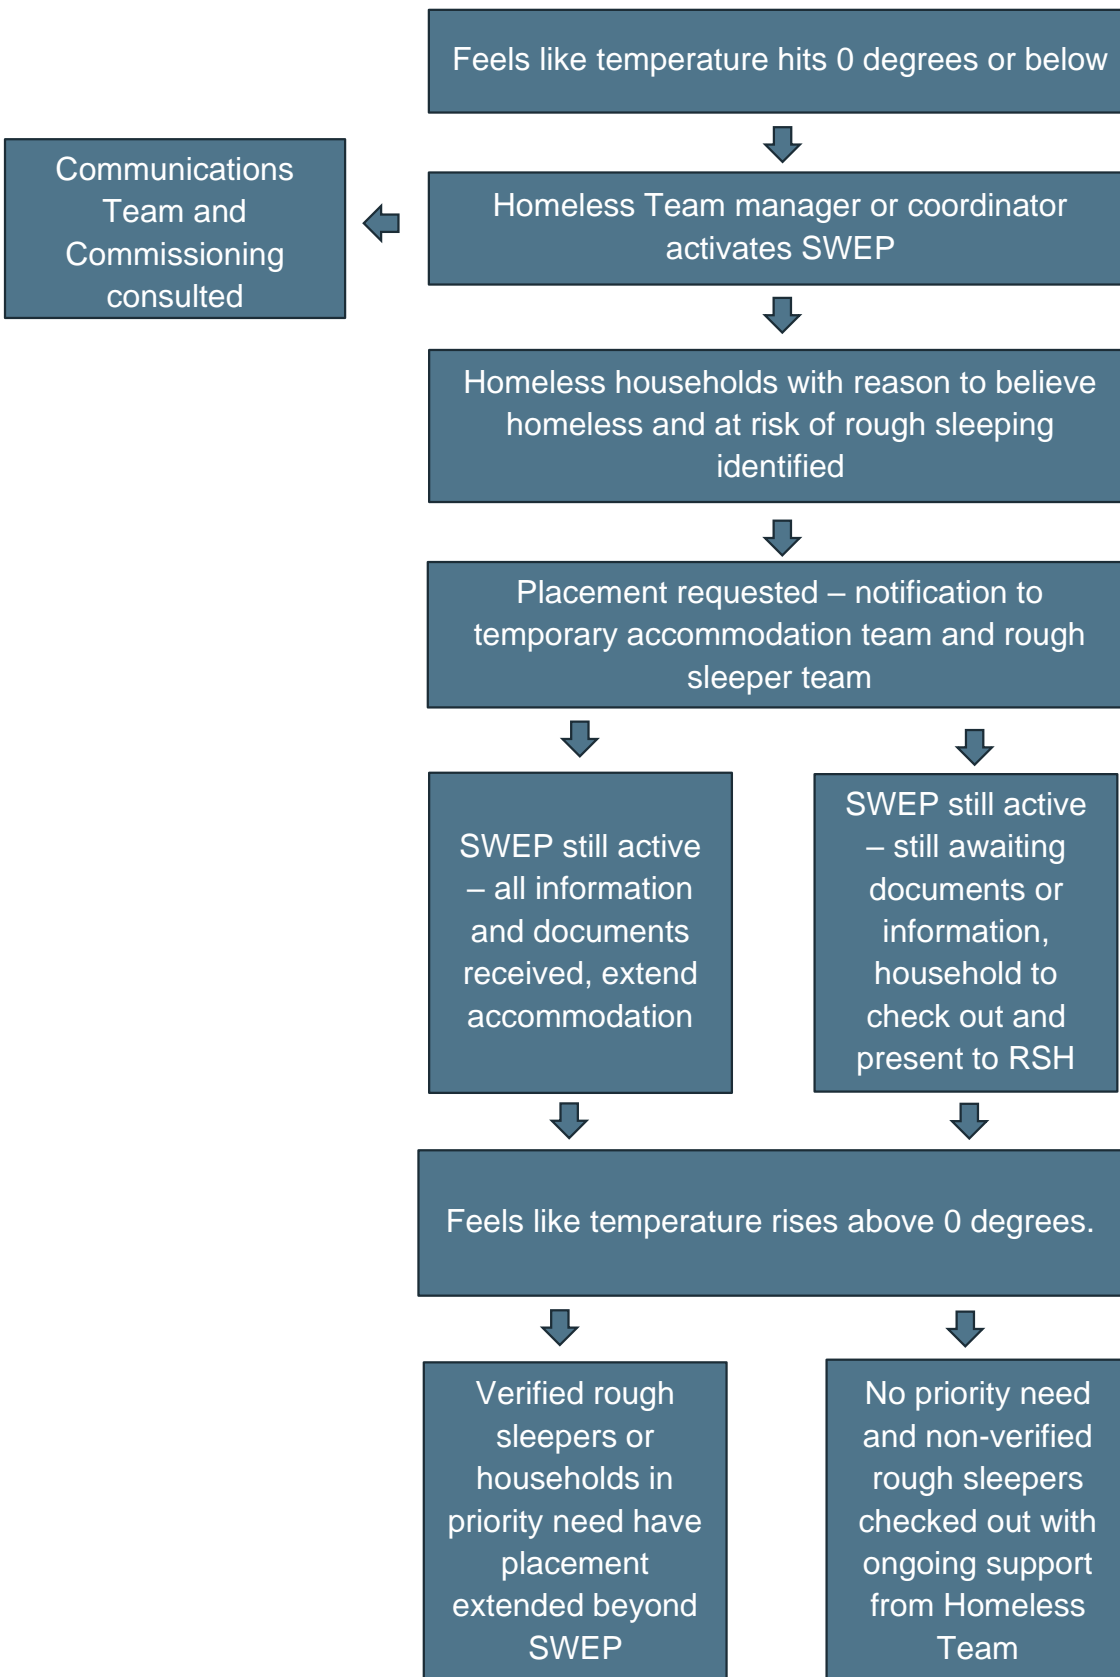 Feels like temperature hits 0 degrees or below
Communications
Team and
Commissioning
consulted
Homeless Team manager or coordinator
activates SWEP
Homeless households with reason to believe
homeless and at risk of rough sleeping
identified
Placement requested – notification to
temporary accommodation team and rough
sleeper team
SWEP still active
– all information
and documents
received, extend
accommodation
SWEP still active
– still awaiting
documents or
information,
household to
check out and
present to RSH
Feels like temperature rises above 0 degrees.
Verified rough
sleepers or
households in
priority need have
placement
extended beyond
SWEP
No priority need
and non-verified
rough sleepers
checked out with
ongoing support
from Homeless
Team